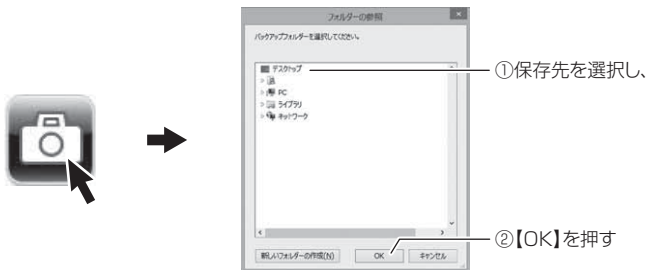 フォルダーの参照
バックアップフォルダーを選択してください。
デスクトップ
PC
ライブラリ
ネットワーク
①保存先を選択し、
②【OK】を押す
新しいフォルダーの作成(N)
OK
キャンセル